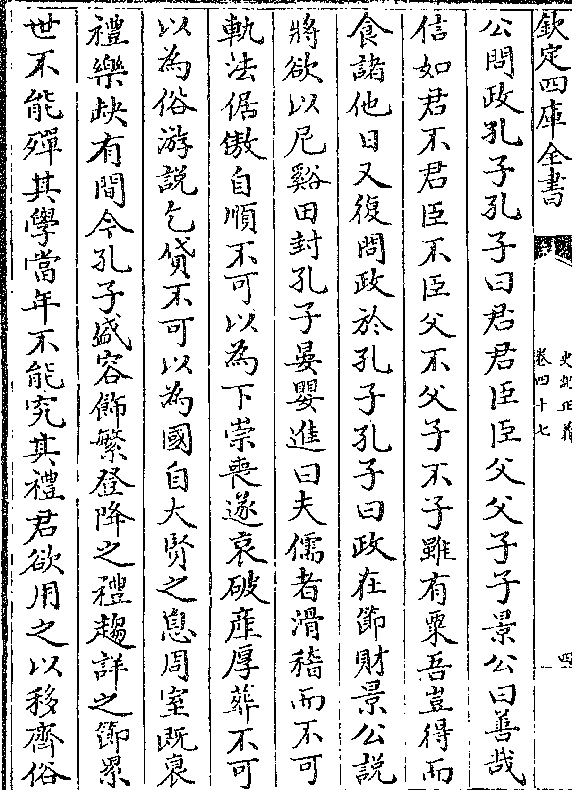 欽定四庫全書
史記正義
卷四十七
四
公問政孔子孔子曰君君臣臣父父子子景公曰善哉
信如君不君臣不臣父不父子不子雖有粟吾豈得而
食諸他日又復問政於孔子孔子曰政在節財景公說
將欲以尼谿田封孔子晏嬰進曰夫儒者滑稽而不可
軌法倨傲自順不可以為下崇喪遂哀破産厚葬不可
以為俗游說乞貸不可以為國自大賢之息周室既衰
禮樂缺有間今孔子盛容飾繁登降之禮趨詳之節累
世不能殫其學當年不能究其禮君欲用之以移齊俗